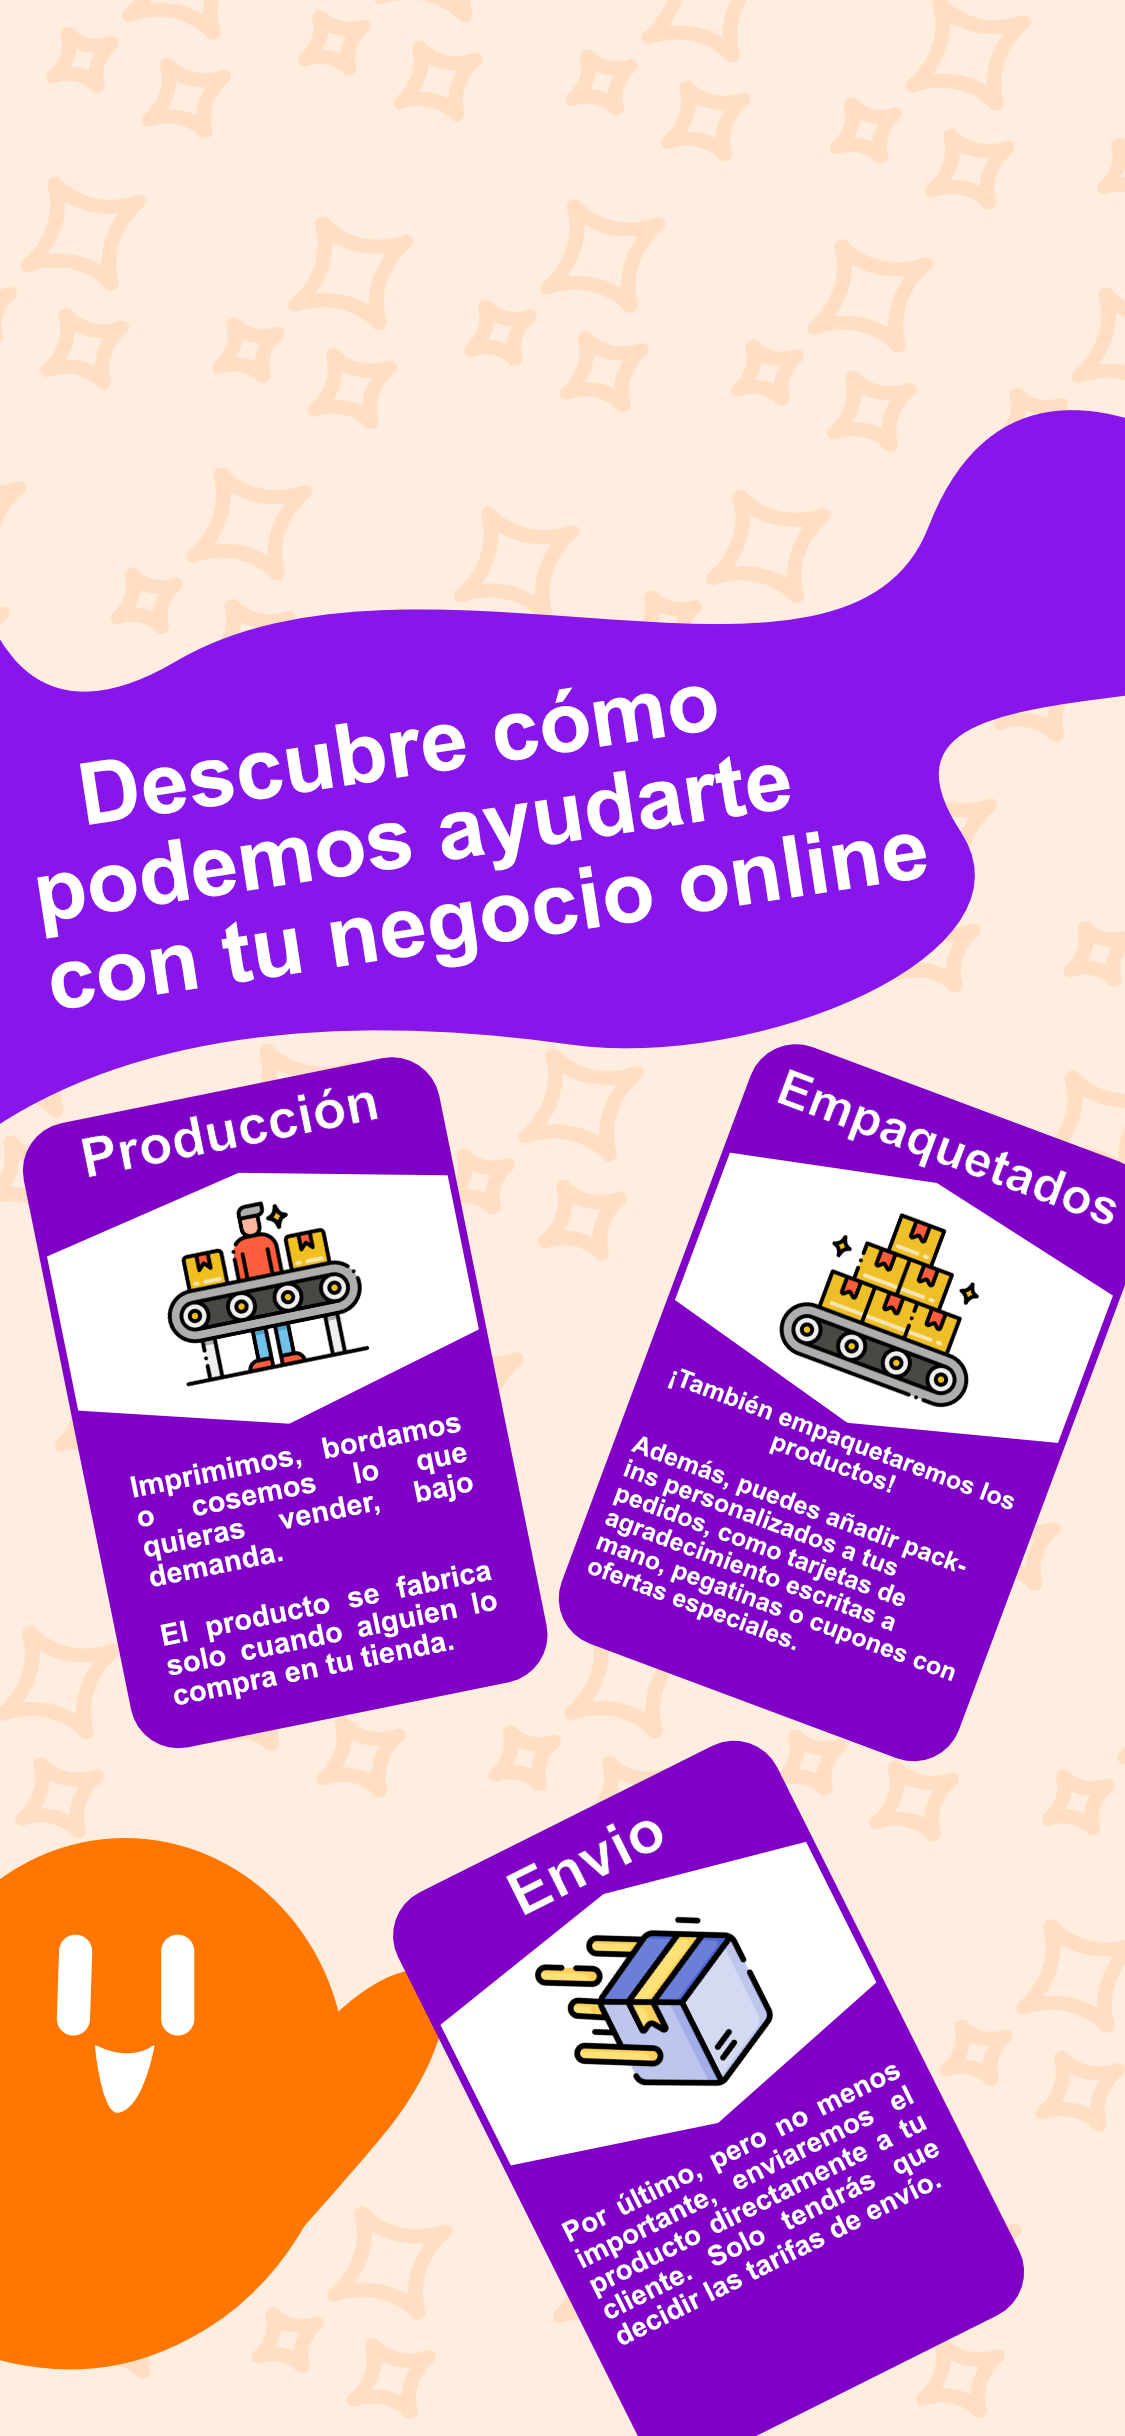 Descubre cómo
podemos ayudarte
con tu negocio online
Producción
Imprimimos, bordamos
o cosemos lo que
quieras vender, bajo
demanda.
El producto se fabrica
solo cuando alguien lo
compra en tu tienda.
Empaquetados
¡También empaquetaremos los
productos!
Además, puedes añadir pack-
ins personalizados a tus
pedidos, como tarjetas de
agradecimiento escritas a
mano, pegatinas o cupones con
ofertas especiales.
Envio
Por último, pero no menos
importante, enviaremos el
producto directamente a tu
cliente. Solo tendrás que
decidir las tarifas de envío.